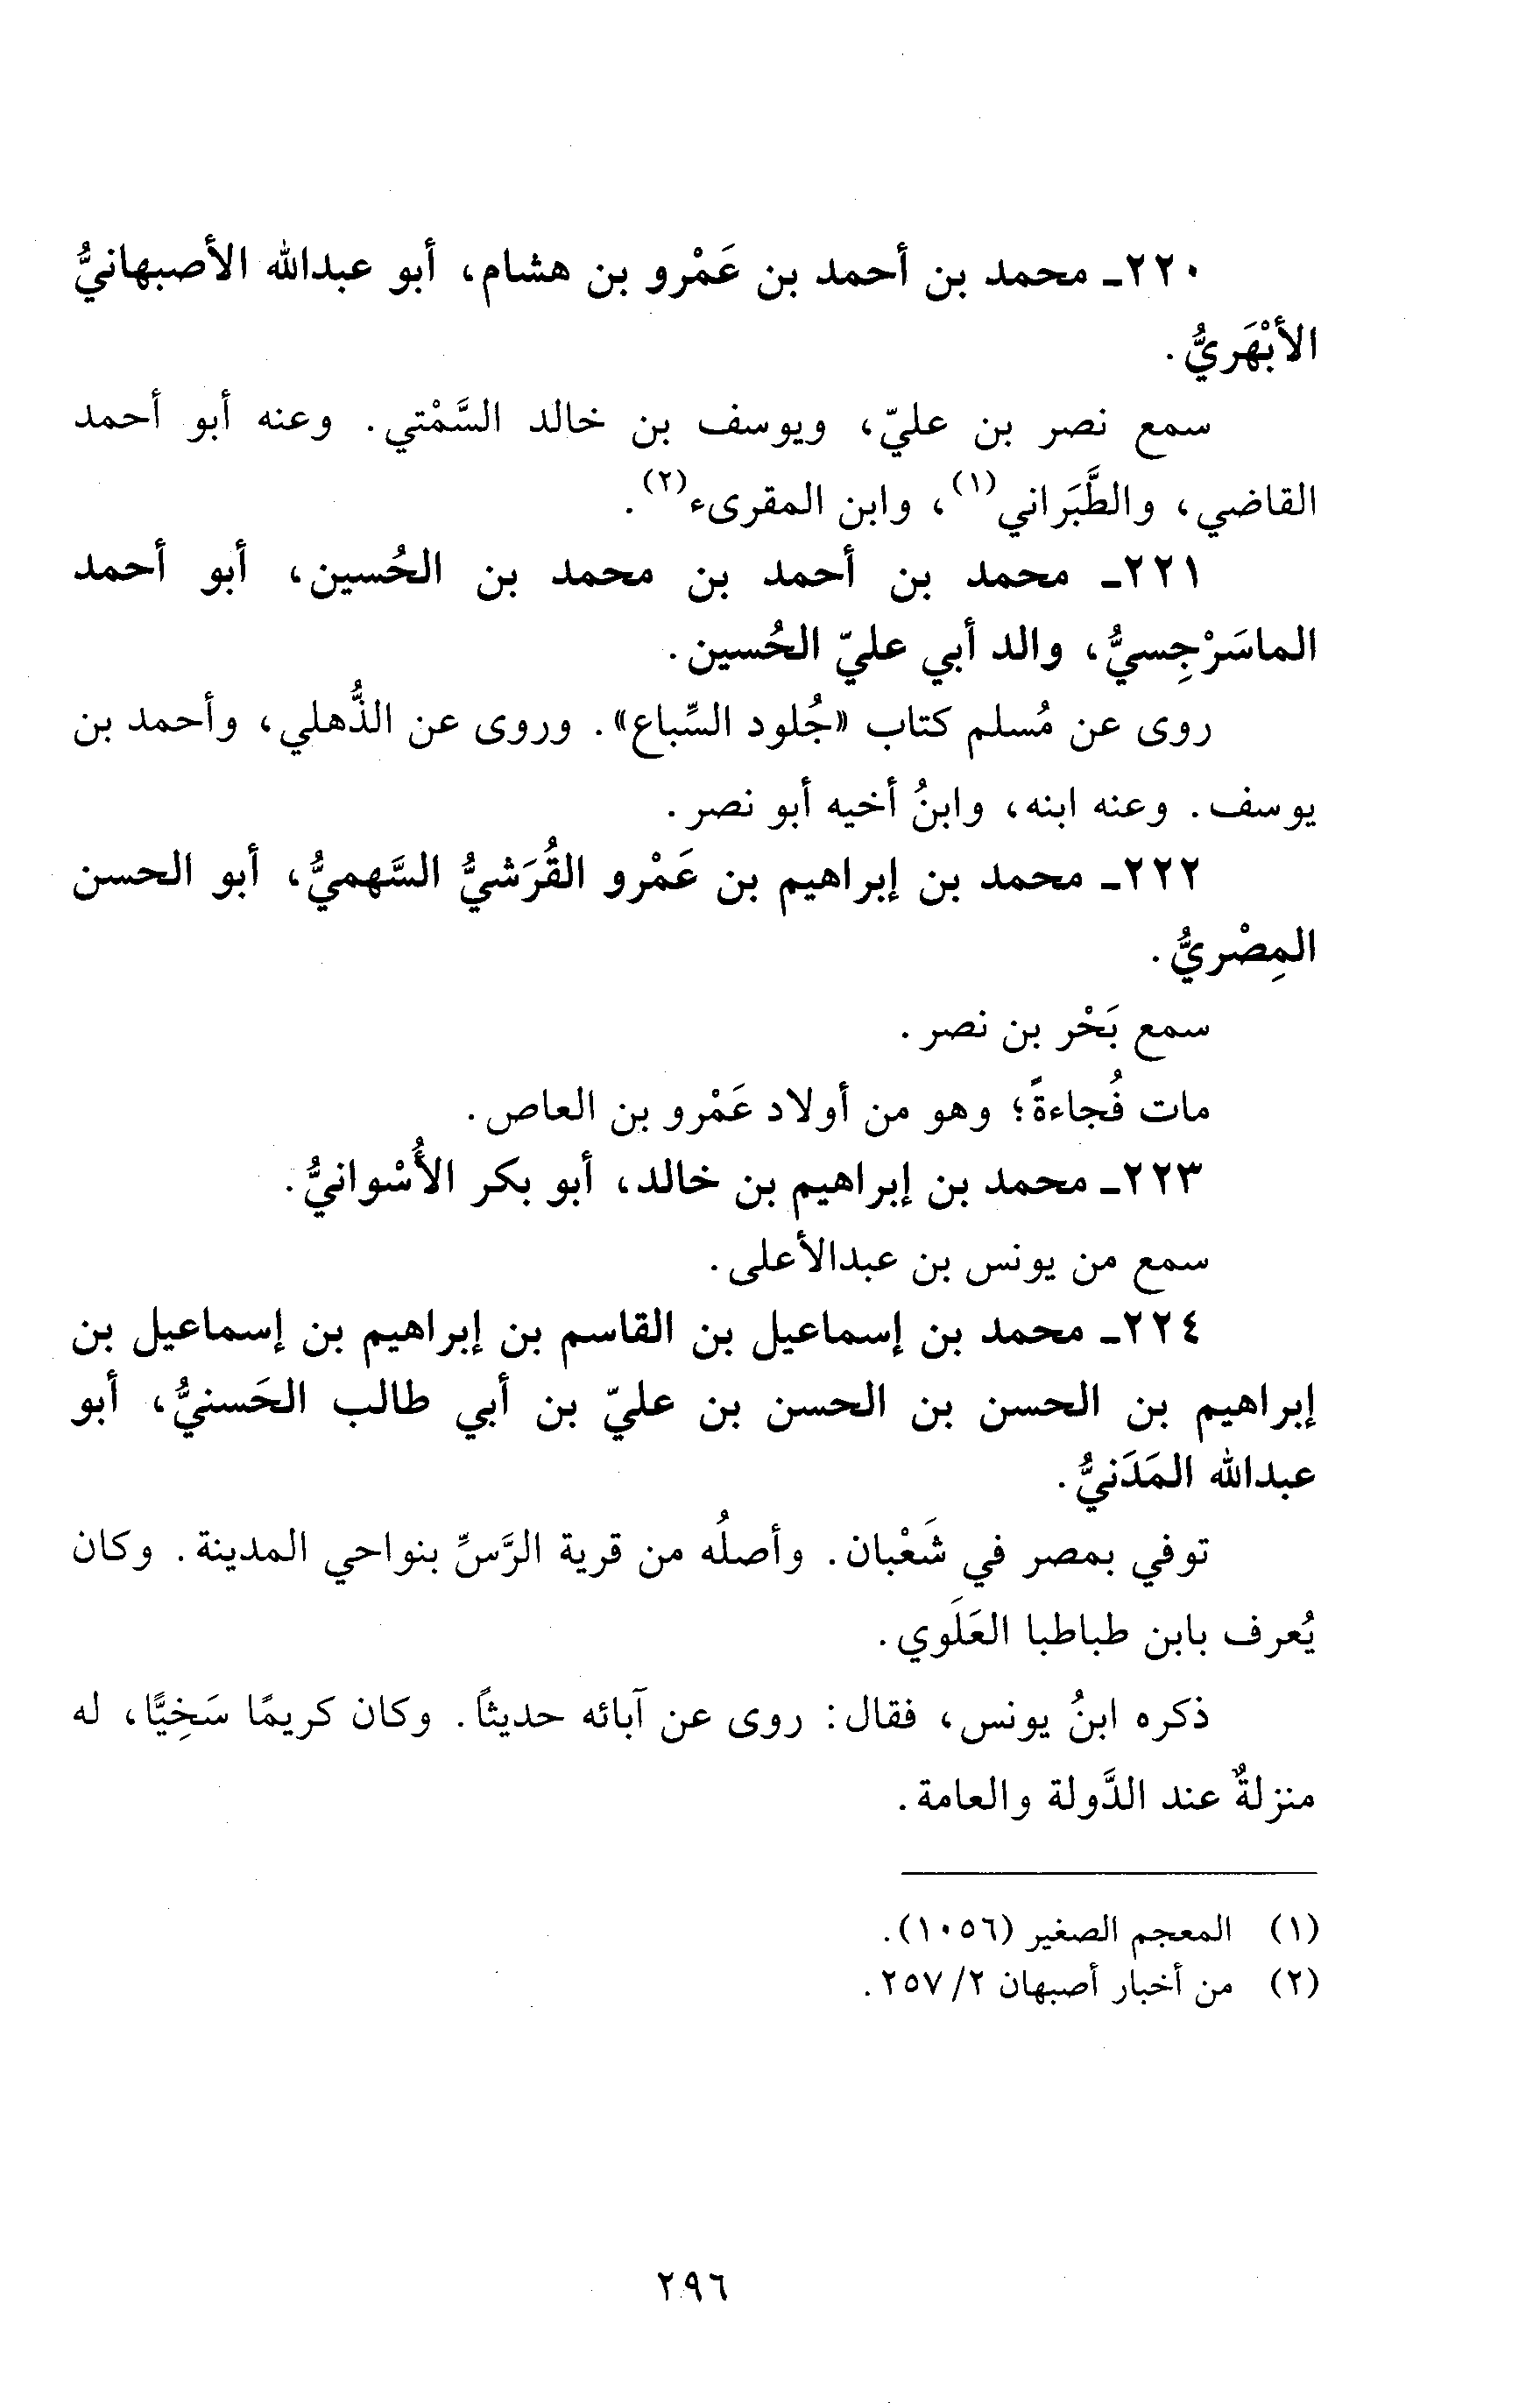 ٢٢٠ـ محمد بن أحمد بن عَمْرو بن هشام، أبو عبدالله الأصبهانيُّ
الأبْهَريُّ.
سمع نصر بن عليّ، ويوسف بن خالد السَّمْتي. وعنه أبو أحمد
القاضي، والطَّبَراني(١)، وابن المقرىء(٢).
٢٢١ـ محمد بن أحمد بن محمد بن الحُسين، أبو أحمد
الماسَرْجِسيُّ، والد أبي عليّ الحُسين.
روى عن مُسلم كتاب «جُلود السِّباع». وروى عن الذُّهلي، وأحمد بن
يوسف. وعنه ابنه، وابنُ أخيه أبو نصر.
٢٢٢ـ محمد بن إبراهيم بن عَمْرو القُرَشيُّ السَّهميُّ، أبو الحسن
المِصْريُّ.
سمع بَحْر بن نصر.
مات فُجاءةً؛ وهو من أولاد عَمْرو بن العاص.
٢٢٣ـ محمد بن إبراهيم بن خالد، أبو بكر الأُسْوانيُّ.
سمع من يونس بن عبدالأعلى.
٢٢٤ـ محمد بن إسماعيل بن القاسم بن إبراهيم بن إسماعيل بن
إبراهيم بن الحسن بن الحسن بن عليّ بن أبي طالب الحَسنيُّ، أبو
عبدالله المَدَنيُّ.
توفي بمصر في شَعْبان. وأصلُه من قرية الرَّسِّ بنواحي المدينة. وكان
يُعرف بابن طباطبا العَلَوي.
ذكره ابنُ يونس، فقال: روى عن آبائه حديثًا. وكان كريمًا سَخِيًّا، له
منزلةٌ عند الدَّولة والعامة.
(١) المعجم الصغير (١٠٥٦).
(٢) من أخبار أصبهان ٢/ ٢٥٧.
٢٩٦